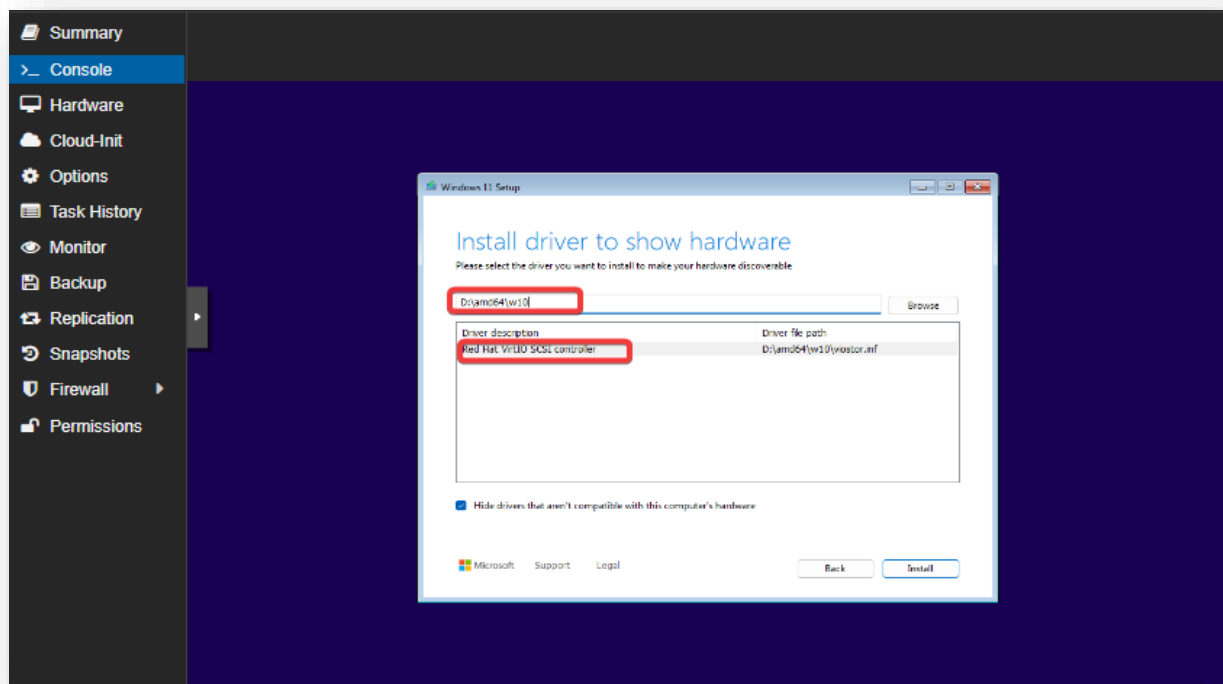 Summary
Console
Hardware
Cloud-Init
Options
Task History
Monitor
Backup
Replication
Snapshots
Firewall
Permissions
Windows 11 Setup
Install driver to show hardware
Please select the driver you want to install to make your hardware discoverable
D:\amd64\w10
Browse
Driver description Driver file path
Red Hat VirtIO SCSI controller D:\amd64\w10\viostor.inf
Hide drivers that aren't compatible with this computer's hardware
Microsoft Support Legal
Back Install